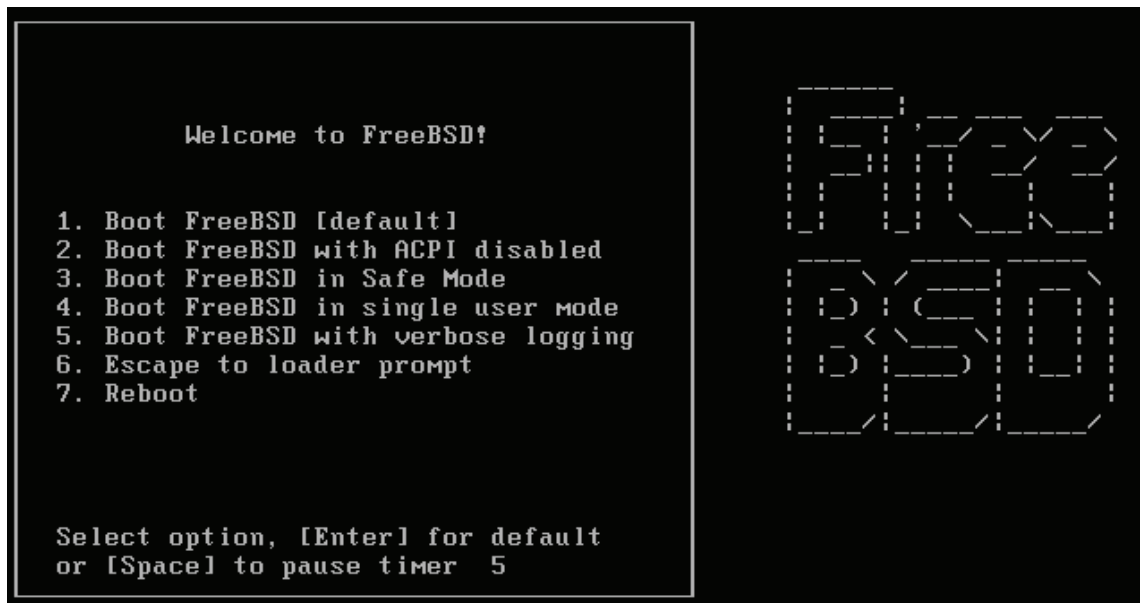 Welcome to FreeBSD!
1. Boot FreeBSD [default]
2. Boot FreeBSD with ACPI disabled
3. Boot FreeBSD in Safe Mode
4. Boot FreeBSD in single user mode
5. Boot FreeBSD with verbose logging
6. Escape to loader prompt
7. Reboot
Select option, [Enter] for default
or [Space] to pause timer 5
Free
BSD